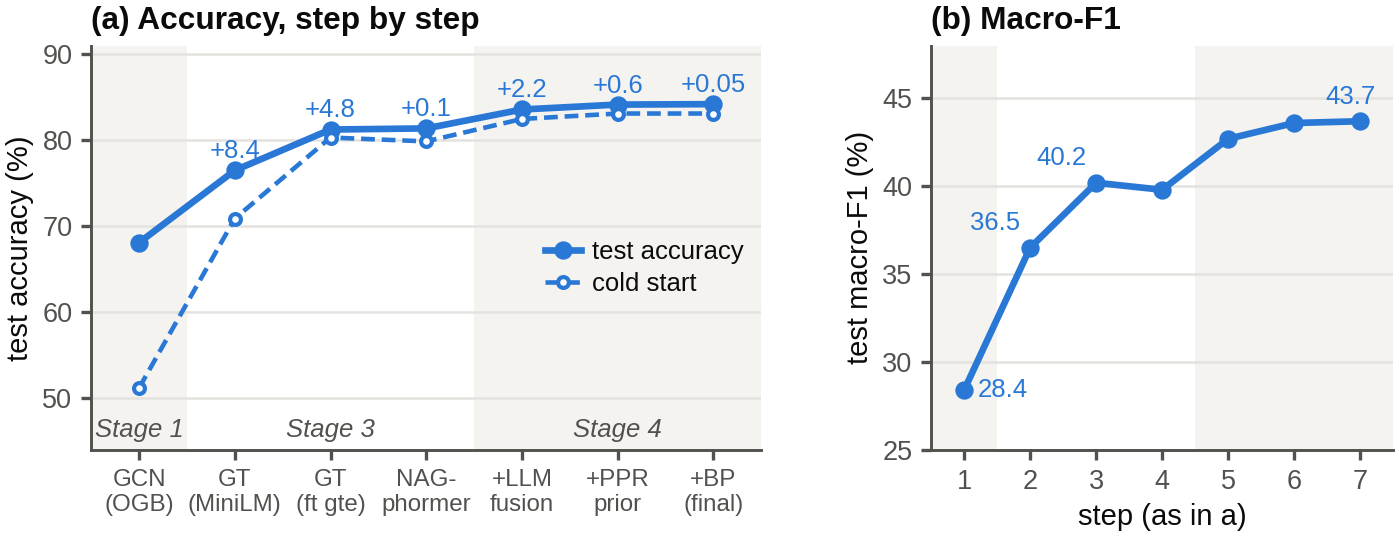 (a) Accuracy, step by step
test accuracy (%)
90
80
70
60
50
+8.4
+4.8
+0.1
+2.2
+0.6
+0.05
test accuracy
cold start
Stage 1
Stage 3
Stage 4
GCN
(OGB)
GT
(MiniLM)
GT
(ft gte)
NAG-
phormer
+LLM
fusion
+PPR
prior
+BP
(final)
(b) Macro-F1
test macro-F1 (%)
45
40
35
30
25
28.4
36.5
40.2
43.7
1 2 3 4 5 6 7
step (as in a)